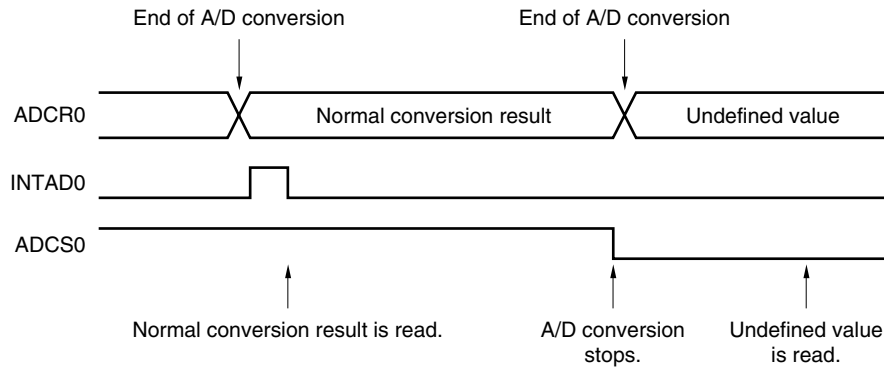 End of A/D conversion
End of A/D conversion
ADCR0
Normal conversion result
Undefined value
INTAD0
ADCS0
Normal conversion result is read.
A/D conversion
stops.
Undefined value
is read.